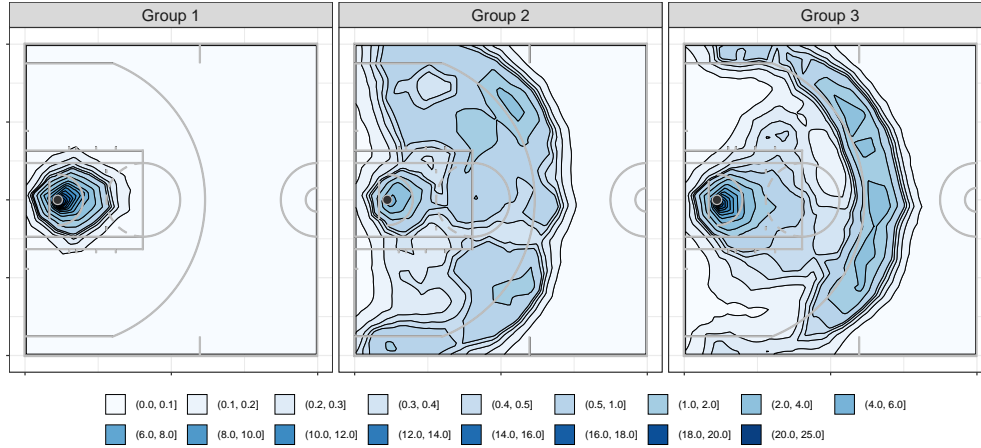 Group 1 Group 2 Group 3
(0.0, 0.1] (0.1, 0.2] (0.2, 0.3] (0.3, 0.4] (0.4, 0.5] (0.5, 1.0] (1.0, 2.0] (2.0, 4.0] (4.0, 6.0]
(6.0, 8.0] (8.0, 10.0] (10.0, 12.0] (12.0, 14.0] (14.0, 16.0] (16.0, 18.0] (18.0, 20.0] (20.0, 25.0]